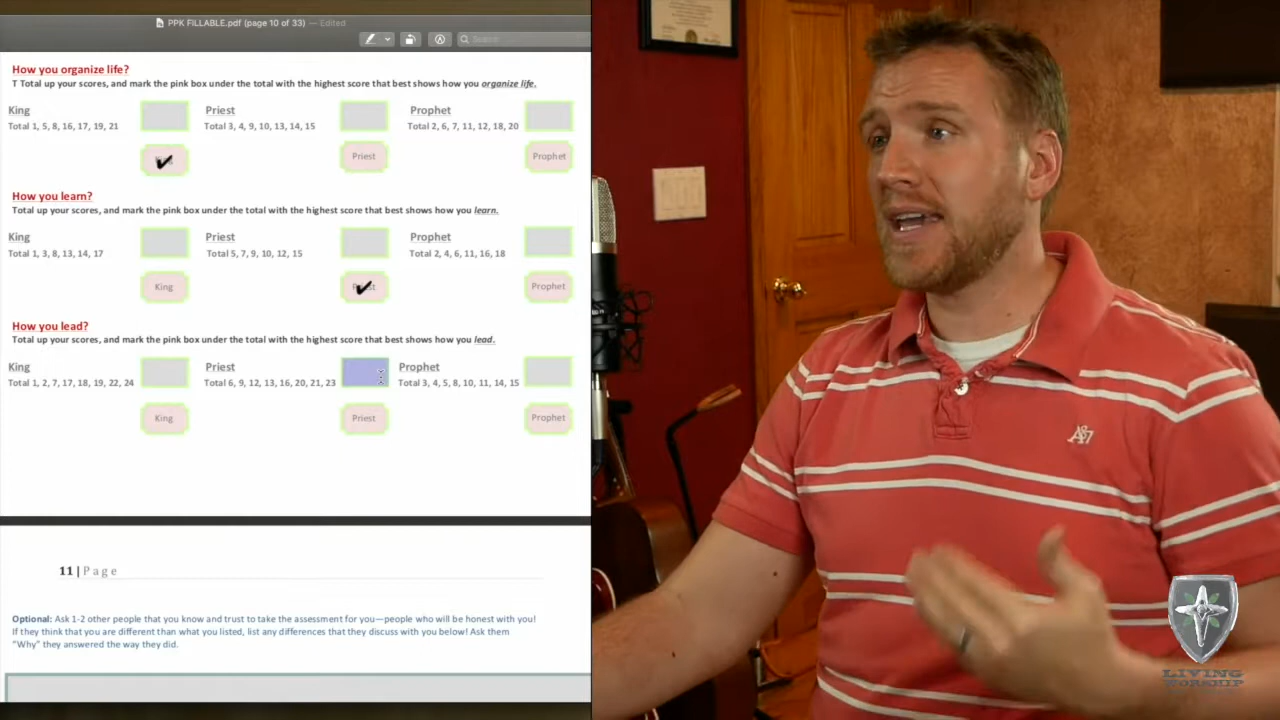 PPK FILLABLE.pdf (page 10 of 33) — Edited
Search
How you organize life?
T Total up your scores, and mark the pink box under the total with the highest score that best shows how you organize life.
King Priest Prophet
Total 1, 5, 8, 16, 17, 19, 21 Total 3, 4, 9, 10, 13, 14, 15 Total 2, 6, 7, 11, 12, 18, 20
Priest Prophet
How you learn?
Total up your scores, and mark the pink box under the total with the highest score that best shows how you learn.
King Priest Prophet
Total 1, 3, 8, 13, 14, 17 Total 5, 7, 9, 10, 12, 15 Total 2, 4, 6, 11, 16, 18
King Priest Prophet
How you lead?
Total up your scores, and mark the pink box under the total with the highest score that best shows how you lead.
King Priest Prophet
Total 1, 2, 7, 17, 18, 19, 22, 24 Total 6, 9, 12, 13, 16, 20, 21, 23 Total 3, 4, 5, 8, 10, 11, 14, 15
King Priest Prophet
11 | Page
Optional: Ask 1-2 other people that you know and trust to take the assessment for you—people who will be honest with you!
If they think that you are different than what you listed, list any differences that they discuss with you below! Ask them
“Why” they answered the way they did.
A87
LIVING
WORSHIP